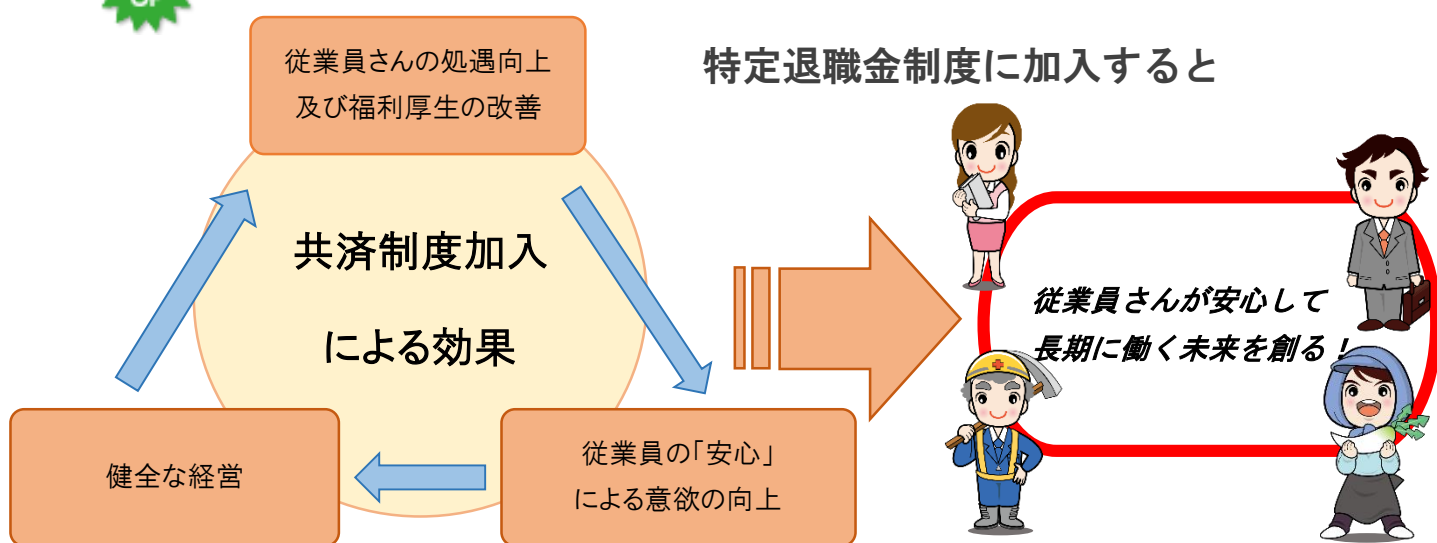 UP
従業員さんの処遇向上
及び福利厚生の改善
特定退職金制度に加入すると
共済制度加入
による効果
従業員さんが安心して
長期に働く未来を創る！
健全な経営
従業員の「安心」
による意欲の向上